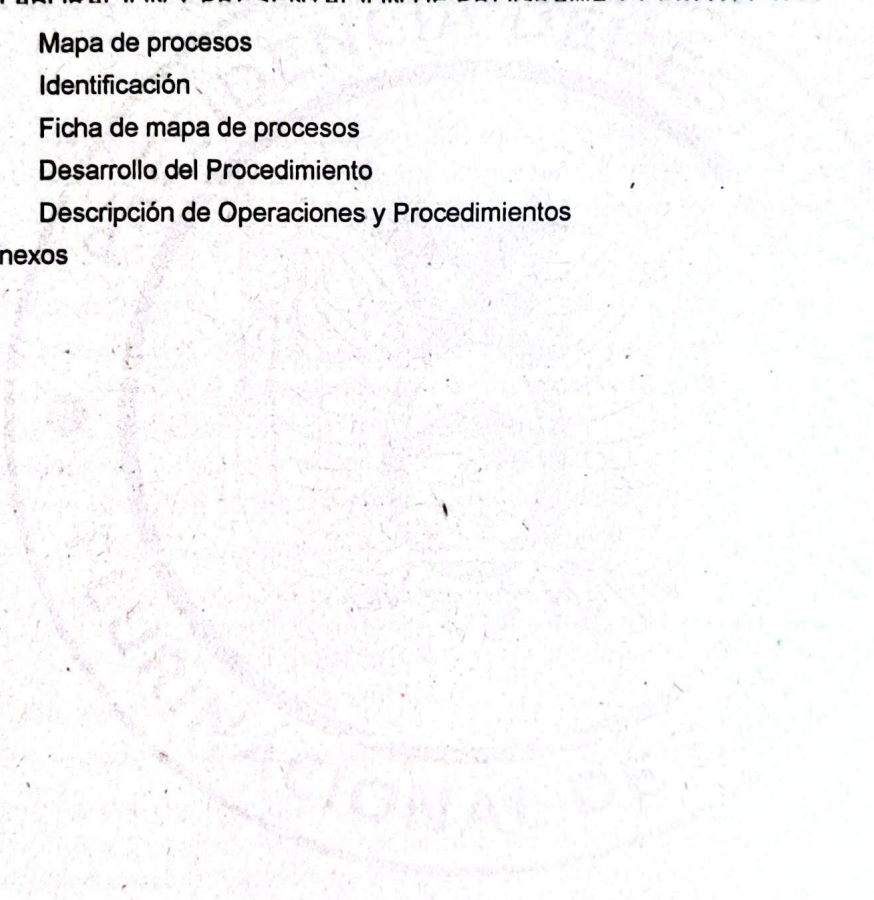 Mapa de procesos
Identificación
Ficha de mapa de procesos
Desarrollo del Procedimiento
Descripción de Operaciones y Procedimientos
nexos